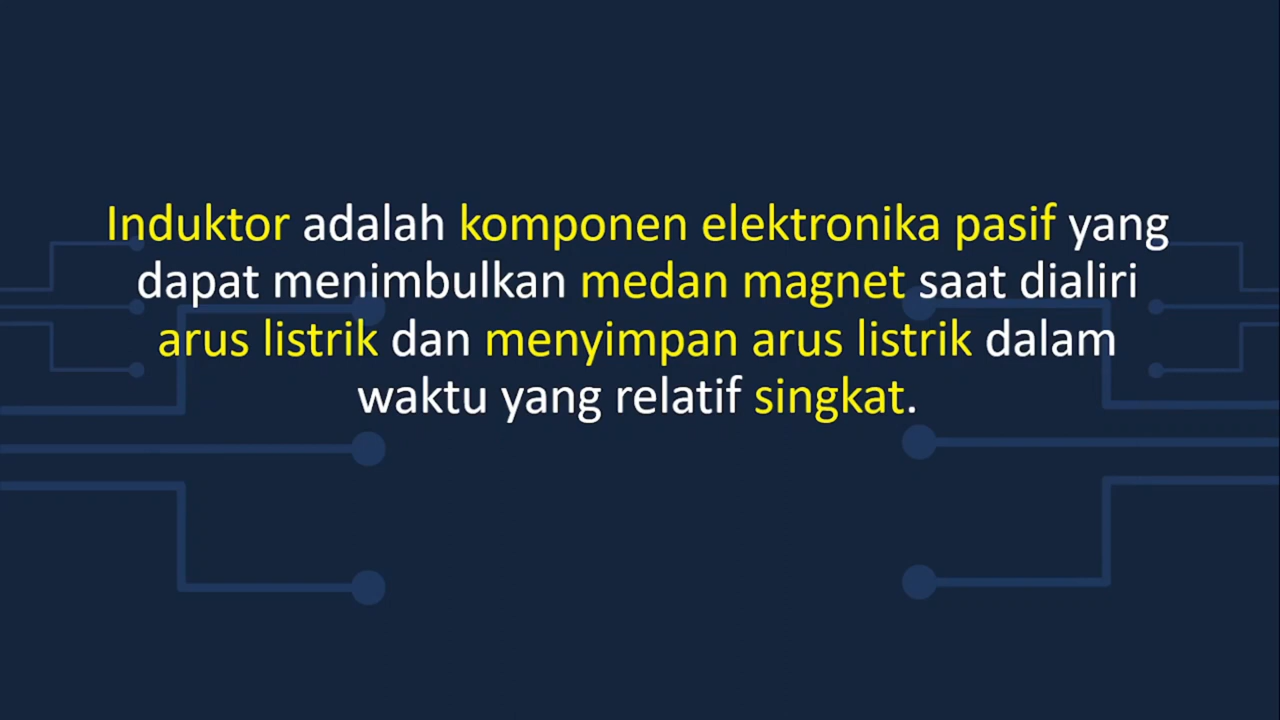 Induktor adalah komponen elektronika pasif yang
dapat menimbulkan medan magnet saat dialiri
arus listrik dan menyimpan arus listrik dalam
waktu yang relatif singkat.